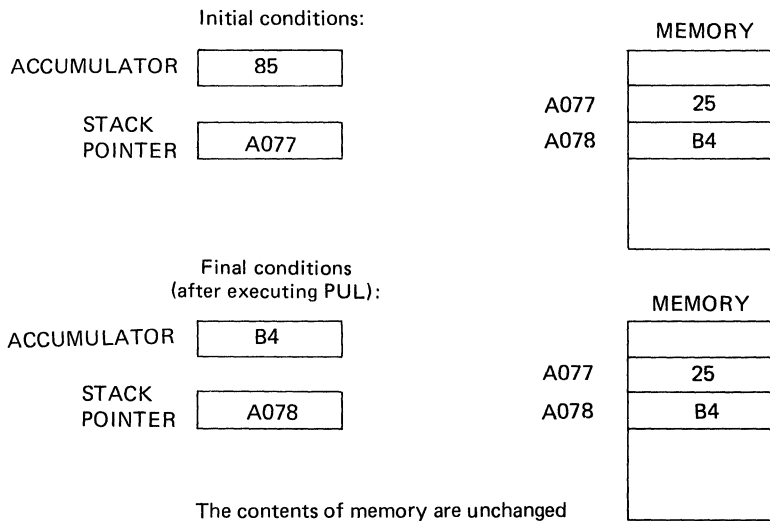 Initial conditions:
MEMORY
ACCUMULATOR 85
A077 25
STACK
POINTER A077
A078 B4
Final conditions
(after executing PUL):
MEMORY
ACCUMULATOR B4
A077 25
STACK
POINTER A078
A078 B4
The contents of memory are unchanged